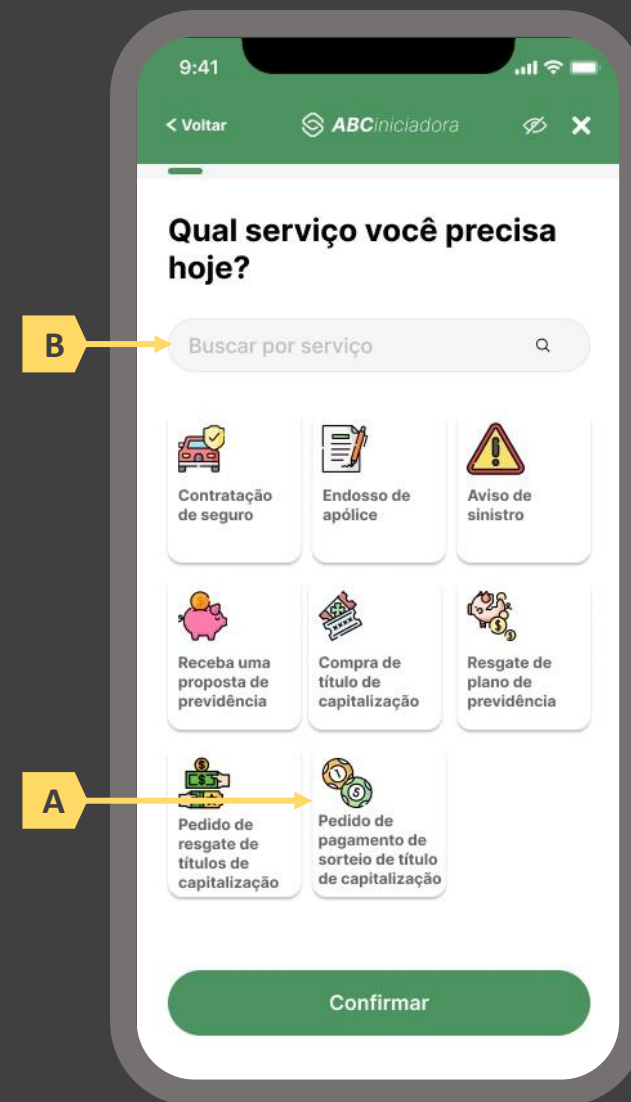 9:41
< Voltar
ABCiniciadora
Qual serviço você precisa
hoje?
B
Buscar por serviço
Contratação
de seguro
Endosso de
apólice
Aviso de
sinistro
Receba uma
proposta de
previdência
Compra de
título de
capitalização
Resgate de
plano de
previdência
A
Pedido de
resgate de
títulos de
capitalização
1
5
Pedido de
pagamento de
sorteio de título
de capitalização
Confirmar